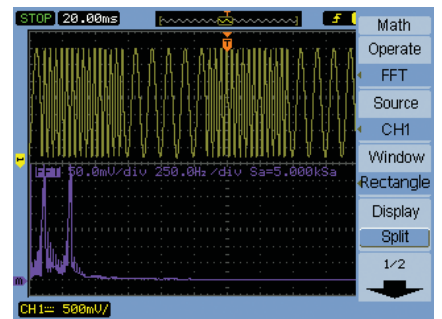 STOP 20.00ms
Math
Operate
FFT
Source
CH1
Window
Rectangle
Display
Split
1/2
FFT 50.0mV/div 250.0Hz/div Sa=5.000kSa
CH1 500mV/